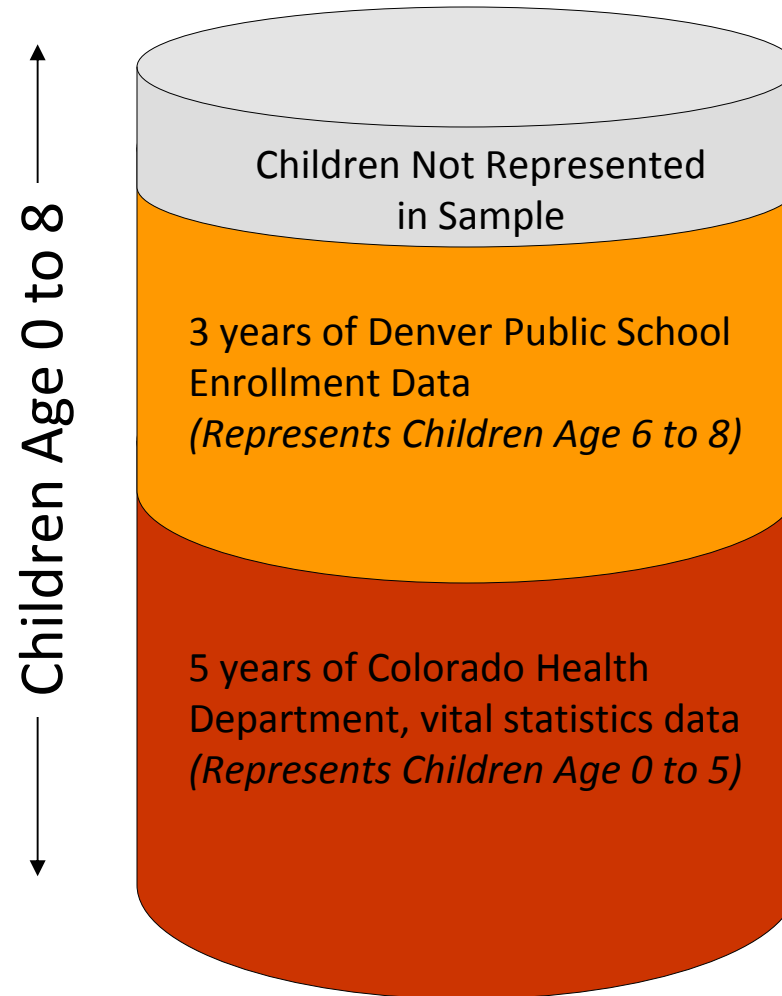 Children Age 0 to 8
Children Not Represented
in Sample
3 years of Denver Public School
Enrollment Data
(Represents Children Age 6 to 8)
5 years of Colorado Health
Department, vital statistics data
(Represents Children Age 0 to 5)